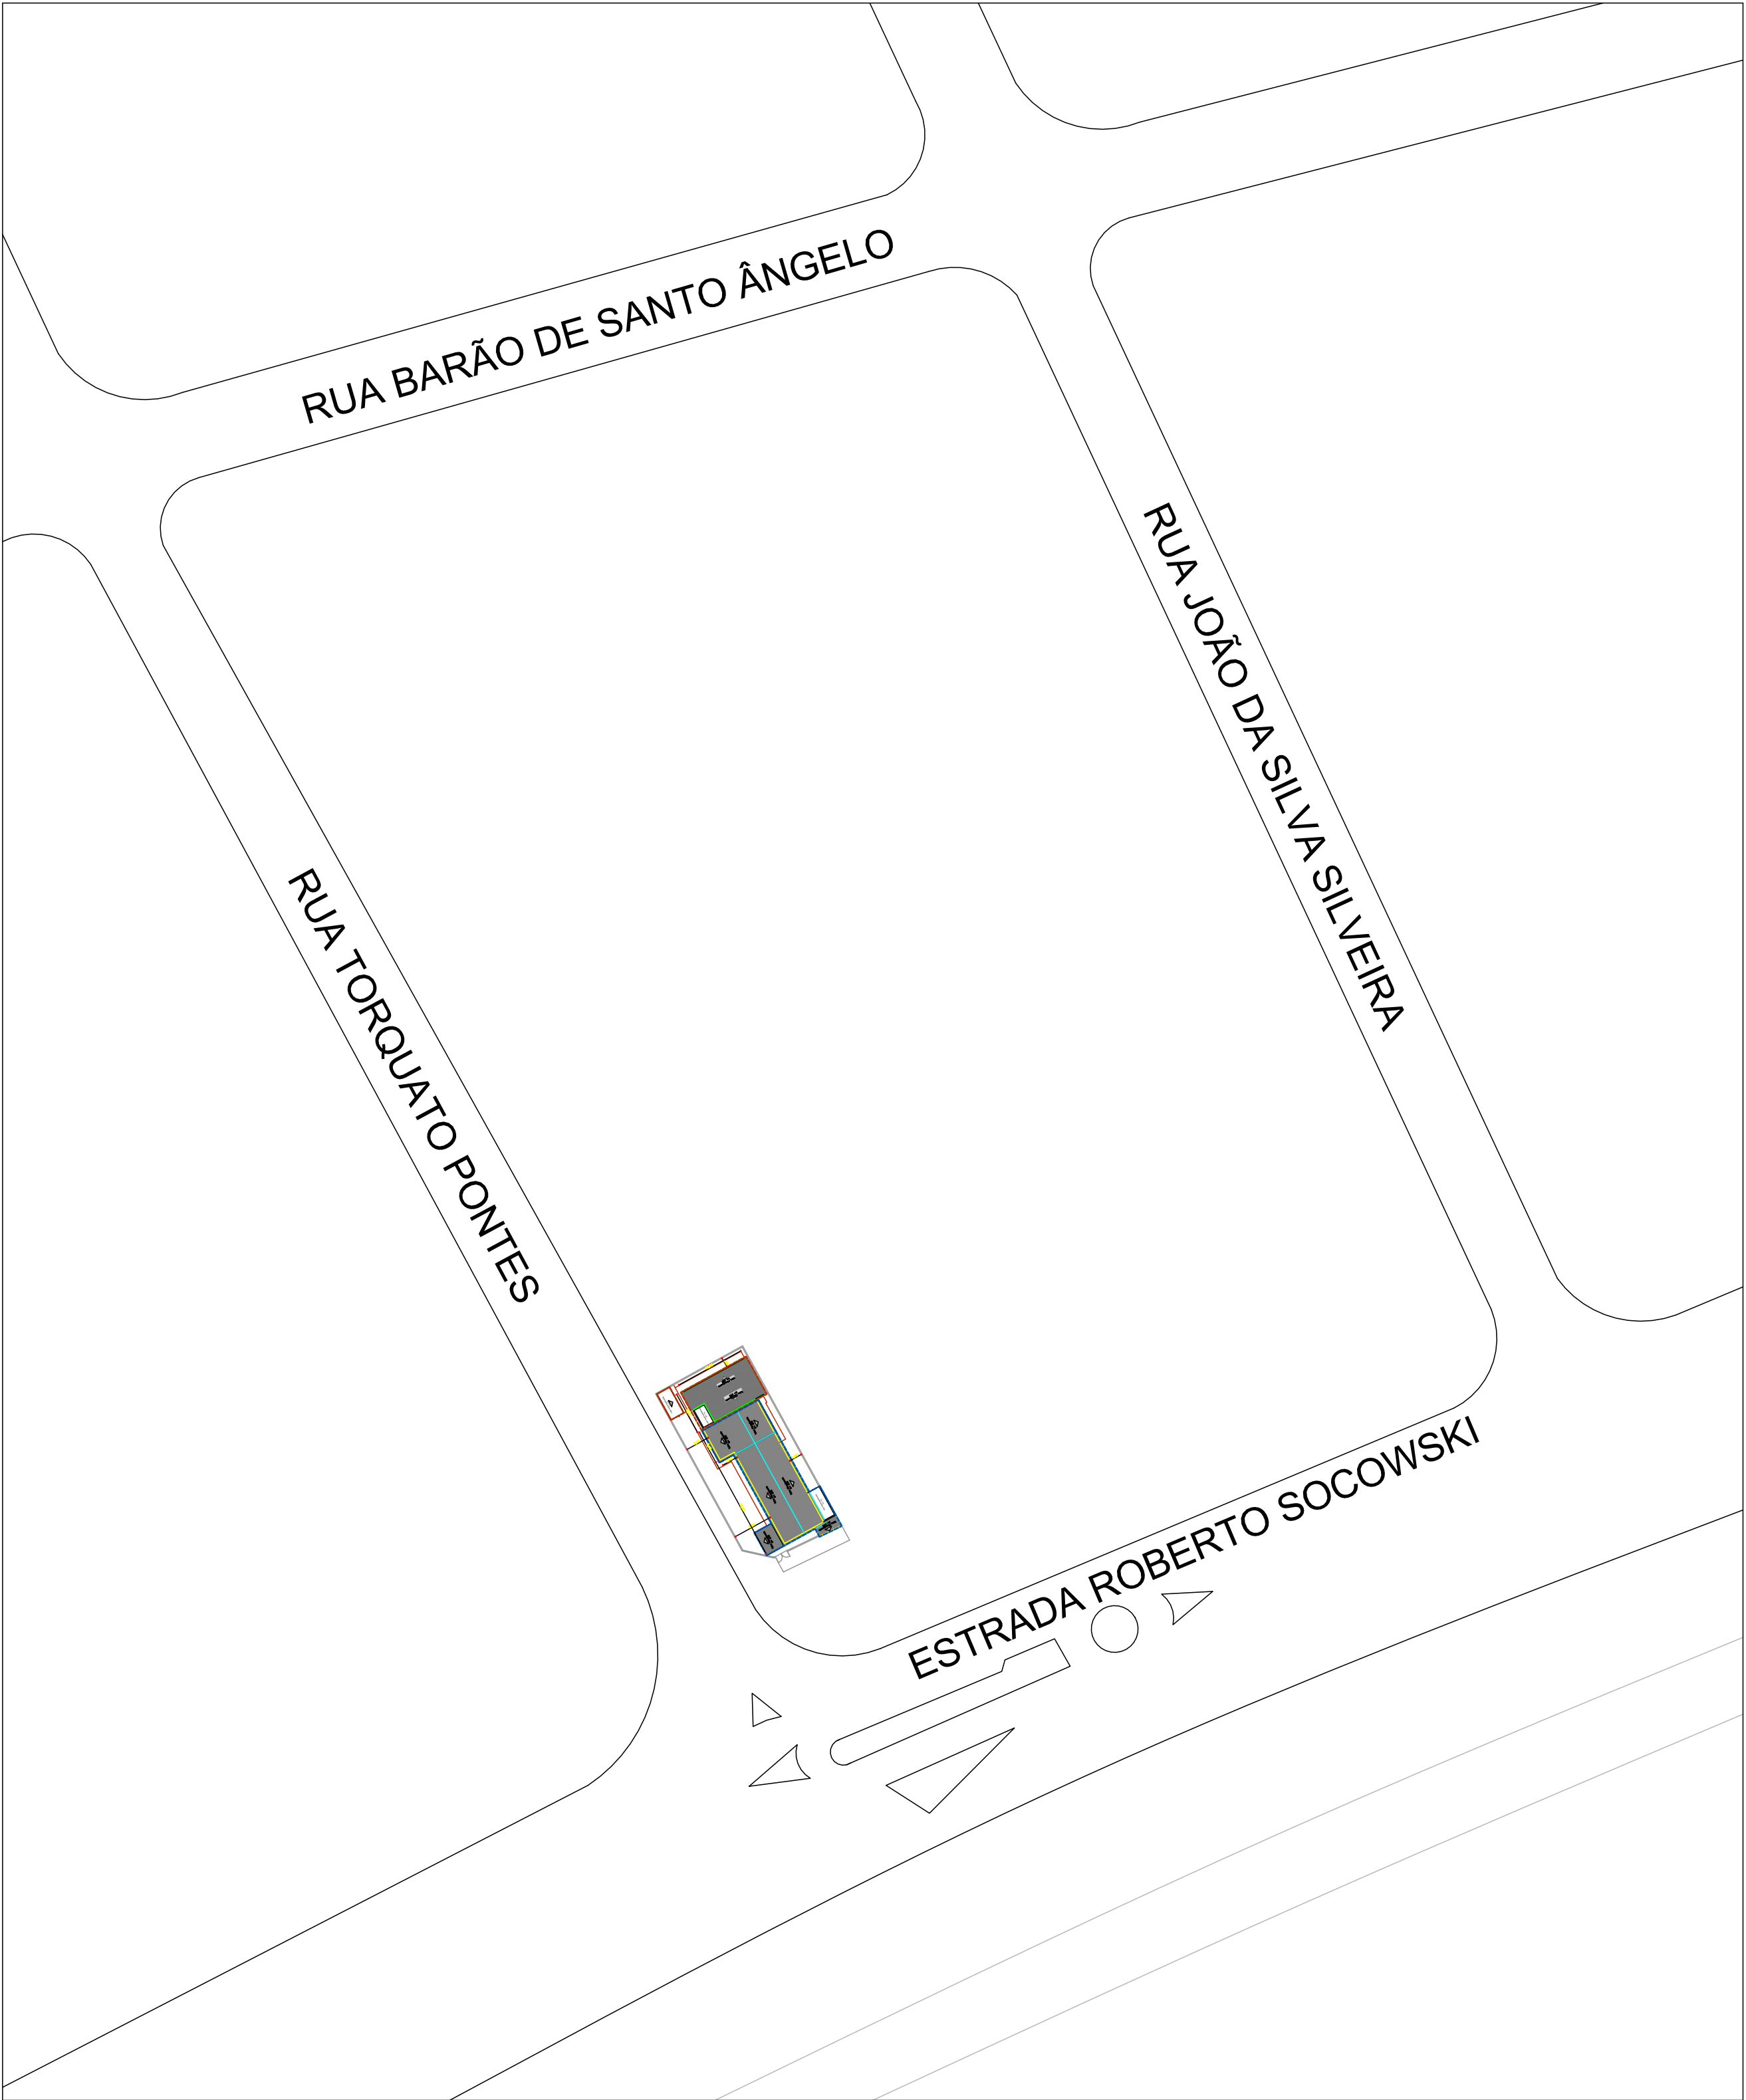 RUA BARÃO DE SANTO ÂNGELO
RUA JOÃO DA SILVA SILVEIRA
RUA TORQUATO PONTES
ESTRADA ROBERTO SOCOWSKI